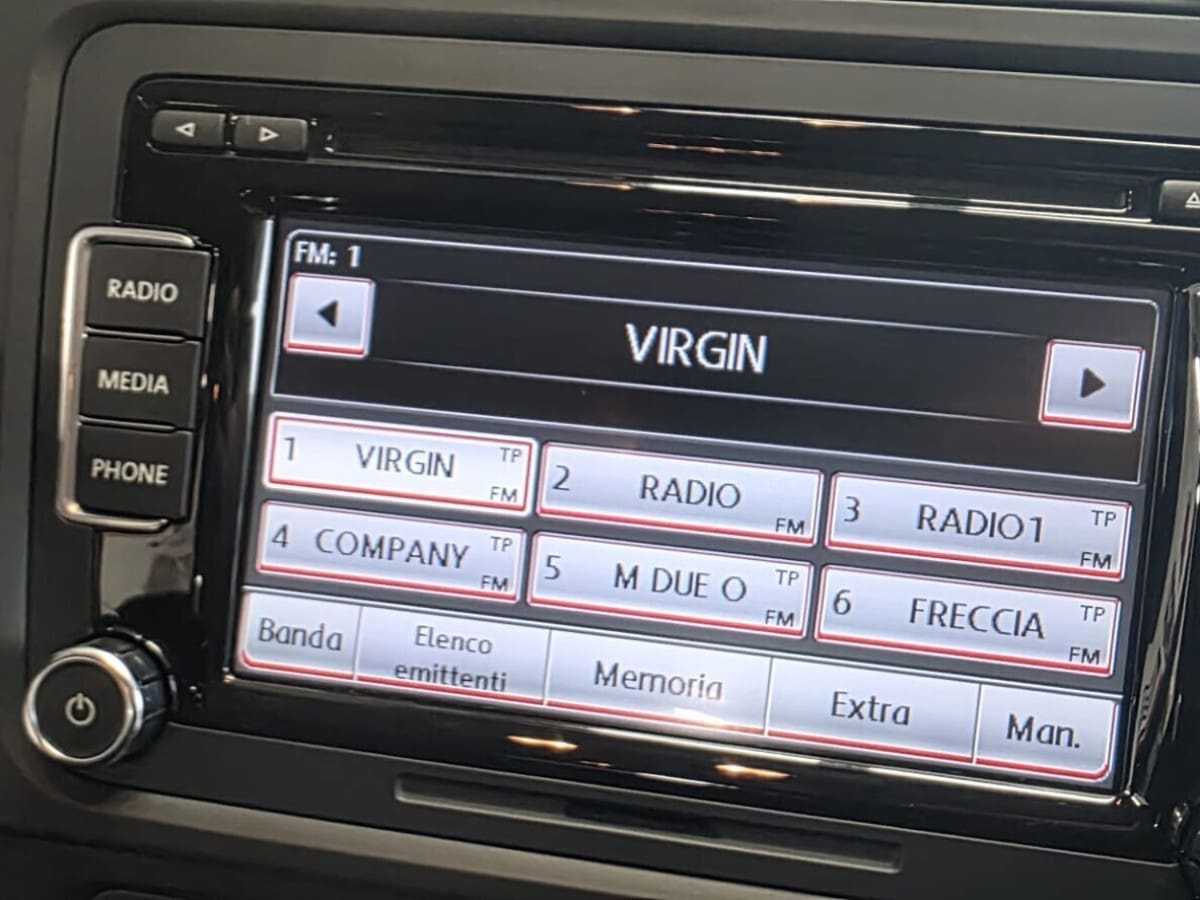 RADIO
MEDIA
PHONE
FM: 1
VIRGIN
1 VIRGIN TP FM
2 RADIO FM
3 RADIO1 TP FM
4 COMPANY TP FM
5 M DUE O TP FM
6 FRECCIA TP FM
Banda
Elenco
emittenti
Memoria
Extra
Man.